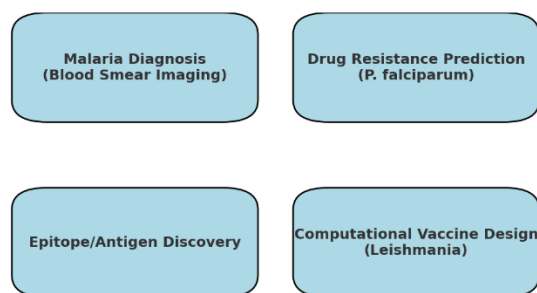 Malaria Diagnosis
(Blood Smear Imaging)
Drug Resistance Prediction
(P. falciparum)
Epitope/Antigen Discovery
Computational Vaccine Design
(Leishmania)